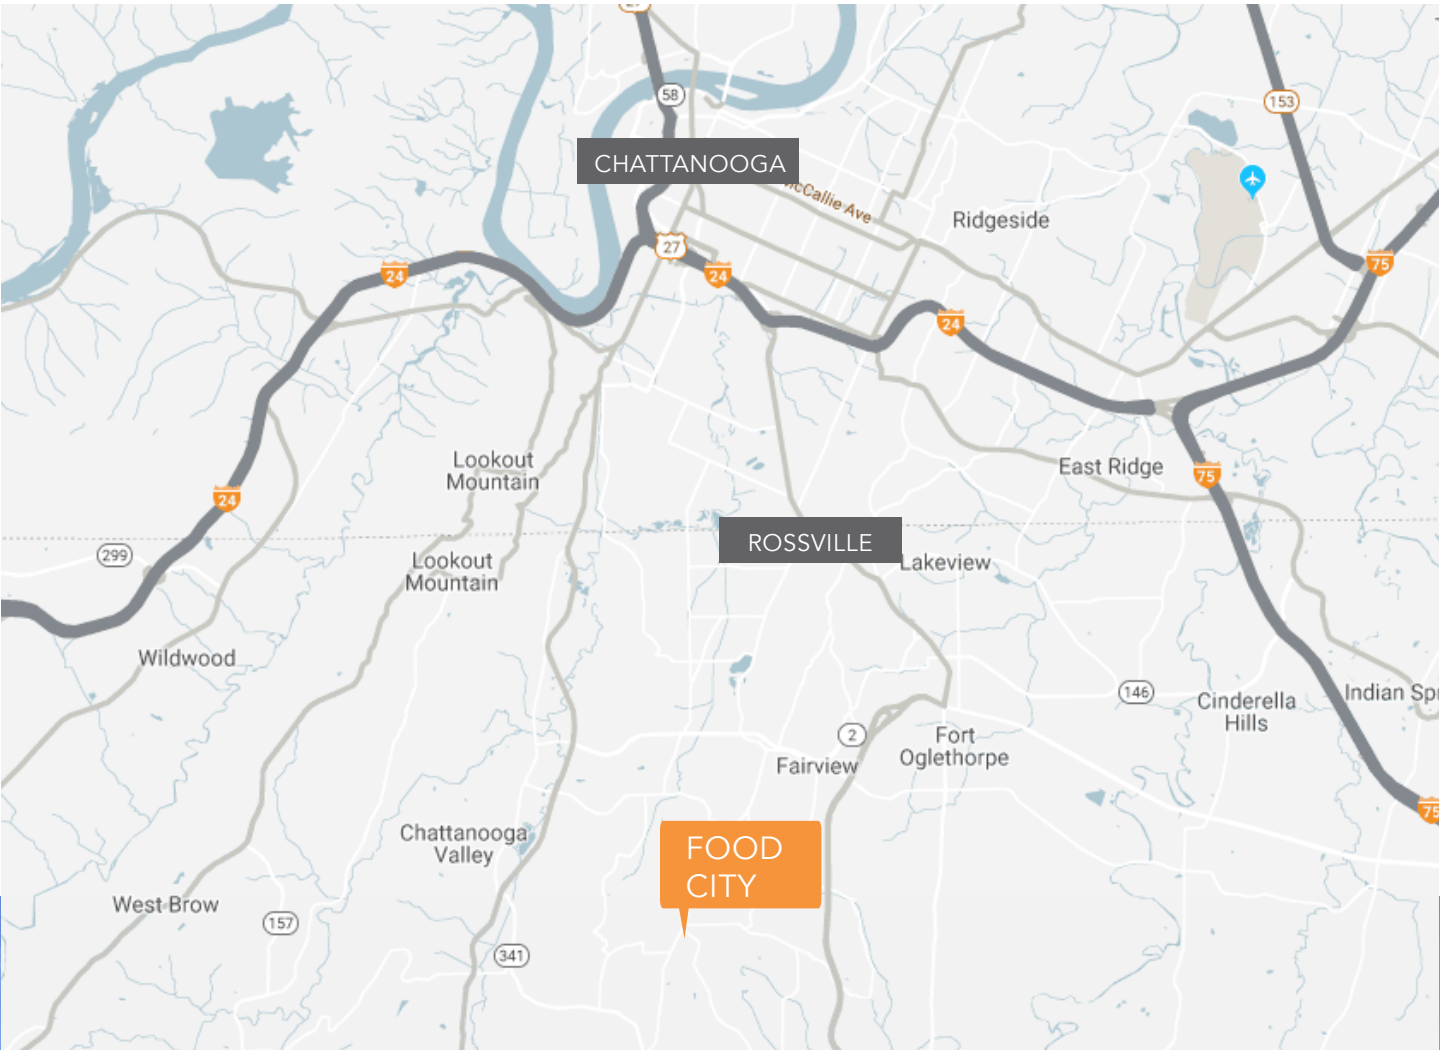 27
58
153
CHATTANOOGA
McCallie Ave
Ridgeside
27
24
24
75
24
Lookout
Mountain
East Ridge
75
24
ROSSVILLE
299
Lookout
Mountain
Lakeview
Wildwood
146
Cinderella
Hills
Indian Spr
2
Fort
Oglethorpe
Fairview
75
Chattanooga
Valley
FOOD
CITY
West Brow
157
341